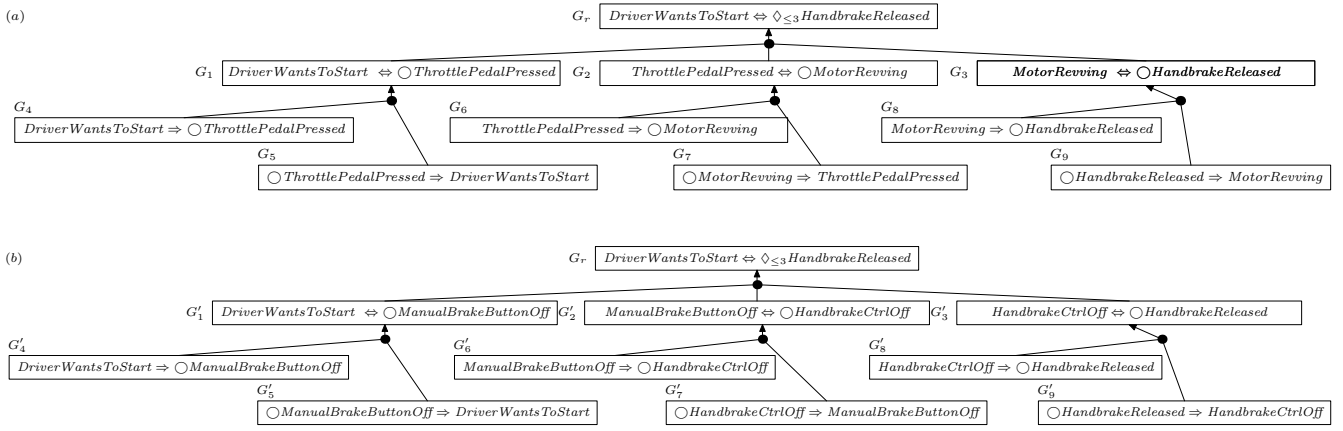 (a)
G_r DriverWantsToStart ⇔ ◊≤3 HandbrakeReleased
G_1 DriverWantsToStart ⇔ ◯ThrottlePedalPressed
G_2 ThrottlePedalPressed ⇔ ◯MotorRevving
G_3 MotorRevving ⇔ ◯HandbrakeReleased
G_4
DriverWantsToStart ⇒ ◯ThrottlePedalPressed
G_6
ThrottlePedalPressed ⇒ ◯MotorRevving
G_8
MotorRevving ⇒ ◯HandbrakeReleased
G_5
◯ThrottlePedalPressed ⇒ DriverWantsToStart
G_7
◯MotorRevving ⇒ ThrottlePedalPressed
G_9
◯HandbrakeReleased ⇒ MotorRevving
(b)
G_r DriverWantsToStart ⇔ ◊≤3 HandbrakeReleased
G′_1 DriverWantsToStart ⇔ ◯ManualBrakeButtonOff
G′_2 ManualBrakeButtonOff ⇔ ◯HandbrakeCtrlOff
G′_3 HandbrakeCtrlOff ⇔ ◯HandbrakeReleased
G′_4
DriverWantsToStart ⇒ ◯ManualBrakeButtonOff
G′_6
ManualBrakeButtonOff ⇒ ◯HandbrakeCtrlOff
G′_8
HandbrakeCtrlOff ⇒ ◯HandbrakeReleased
G′_5
◯ManualBrakeButtonOff ⇒ DriverWantsToStart
G′_7
◯HandbrakeCtrlOff ⇒ ManualBrakeButtonOff
G′_9
◯HandbrakeReleased ⇒ HandbrakeCtrlOff